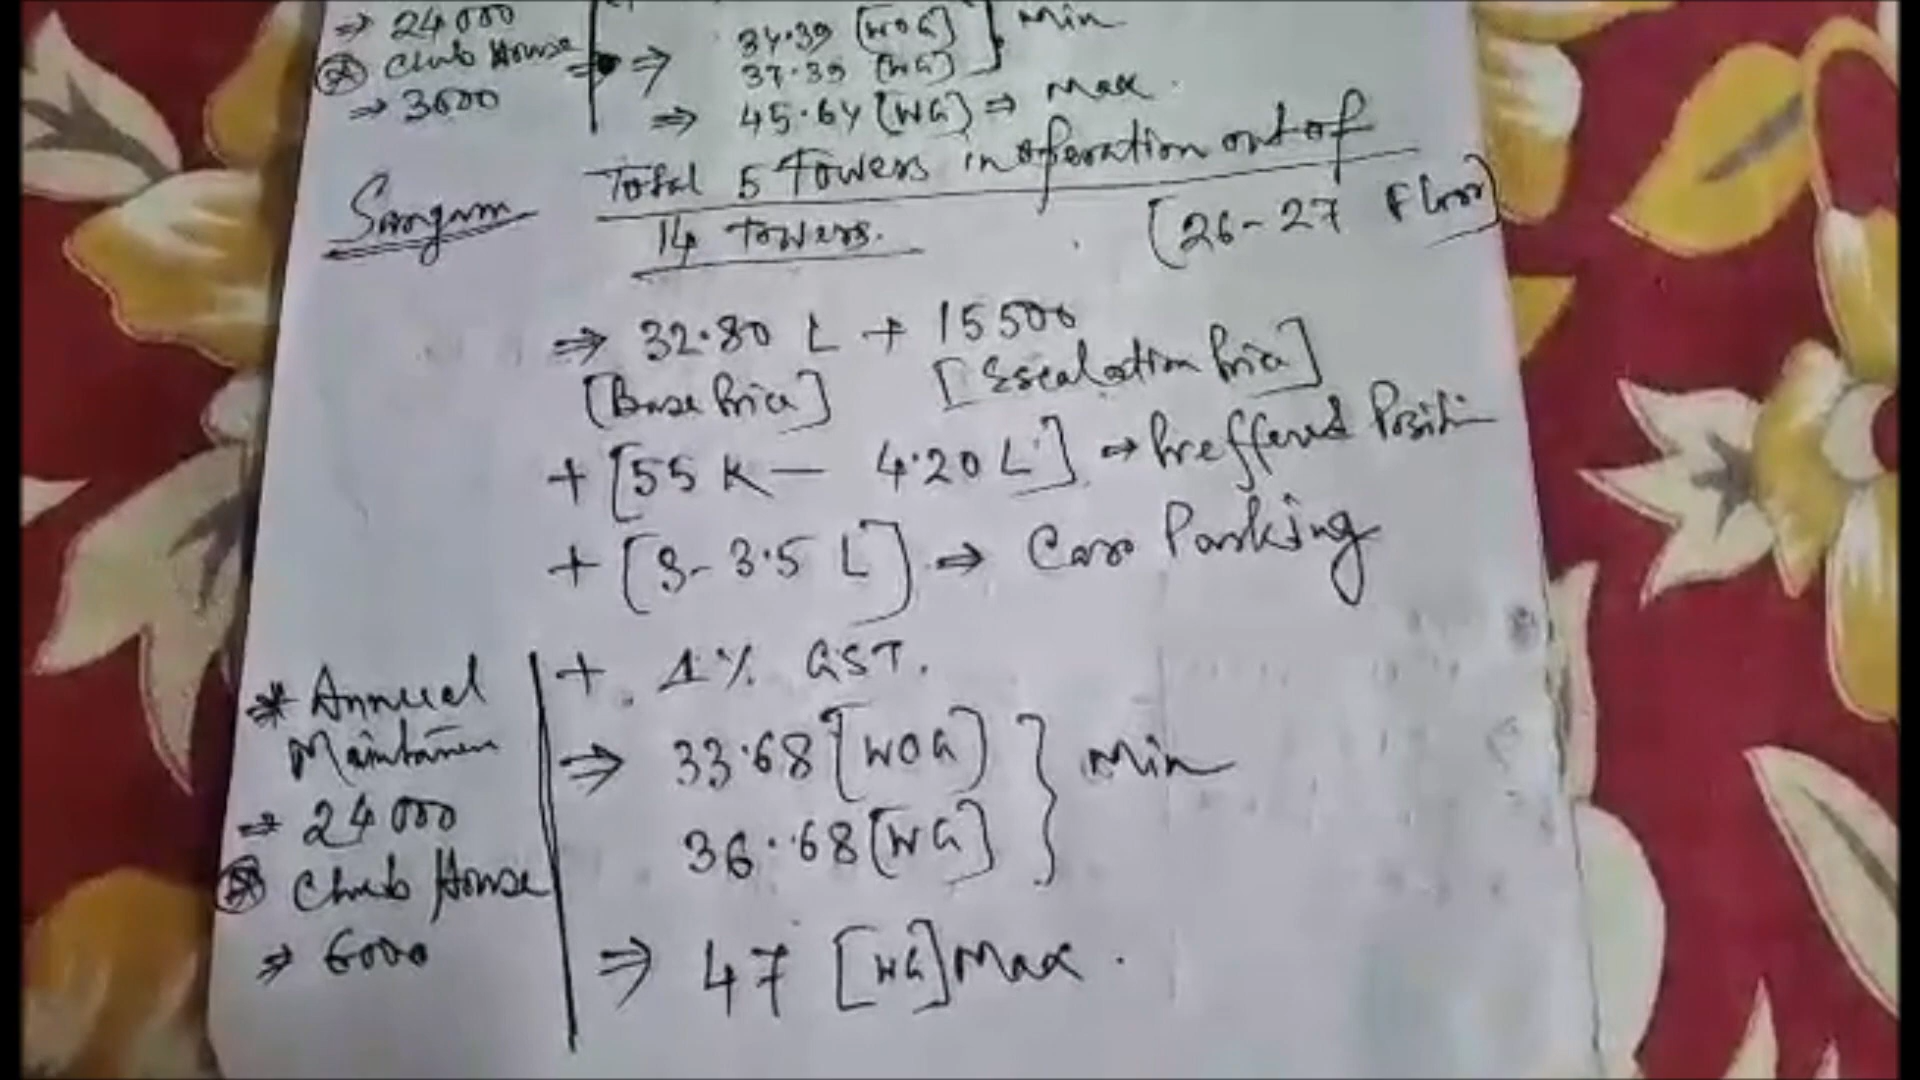 ⇒ 24000
⊛ Club House
⇒ 3600
⇒ 34.39 [WOG] } Min
37.39 [WG]
⇒ 45.64 [WG] ⇒ Max.
Sangam
Total 5 Towers in operation out of
14 Towers.
[26-27 Floor]
⇒ 32.80 L + 15500
[Base Price] [Escalation Price]
+ [55 K — 4.20 L] → Preffered
+ [3-3.5 L] ⇒ Car Parking
+ 1% GST.
* Annual
⇒ 24000
⊛ Club House
⇒ 6000
⇒ 33.68 [WOG] } Min
36.68 [WG]
⇒ 47 [WG] Max.